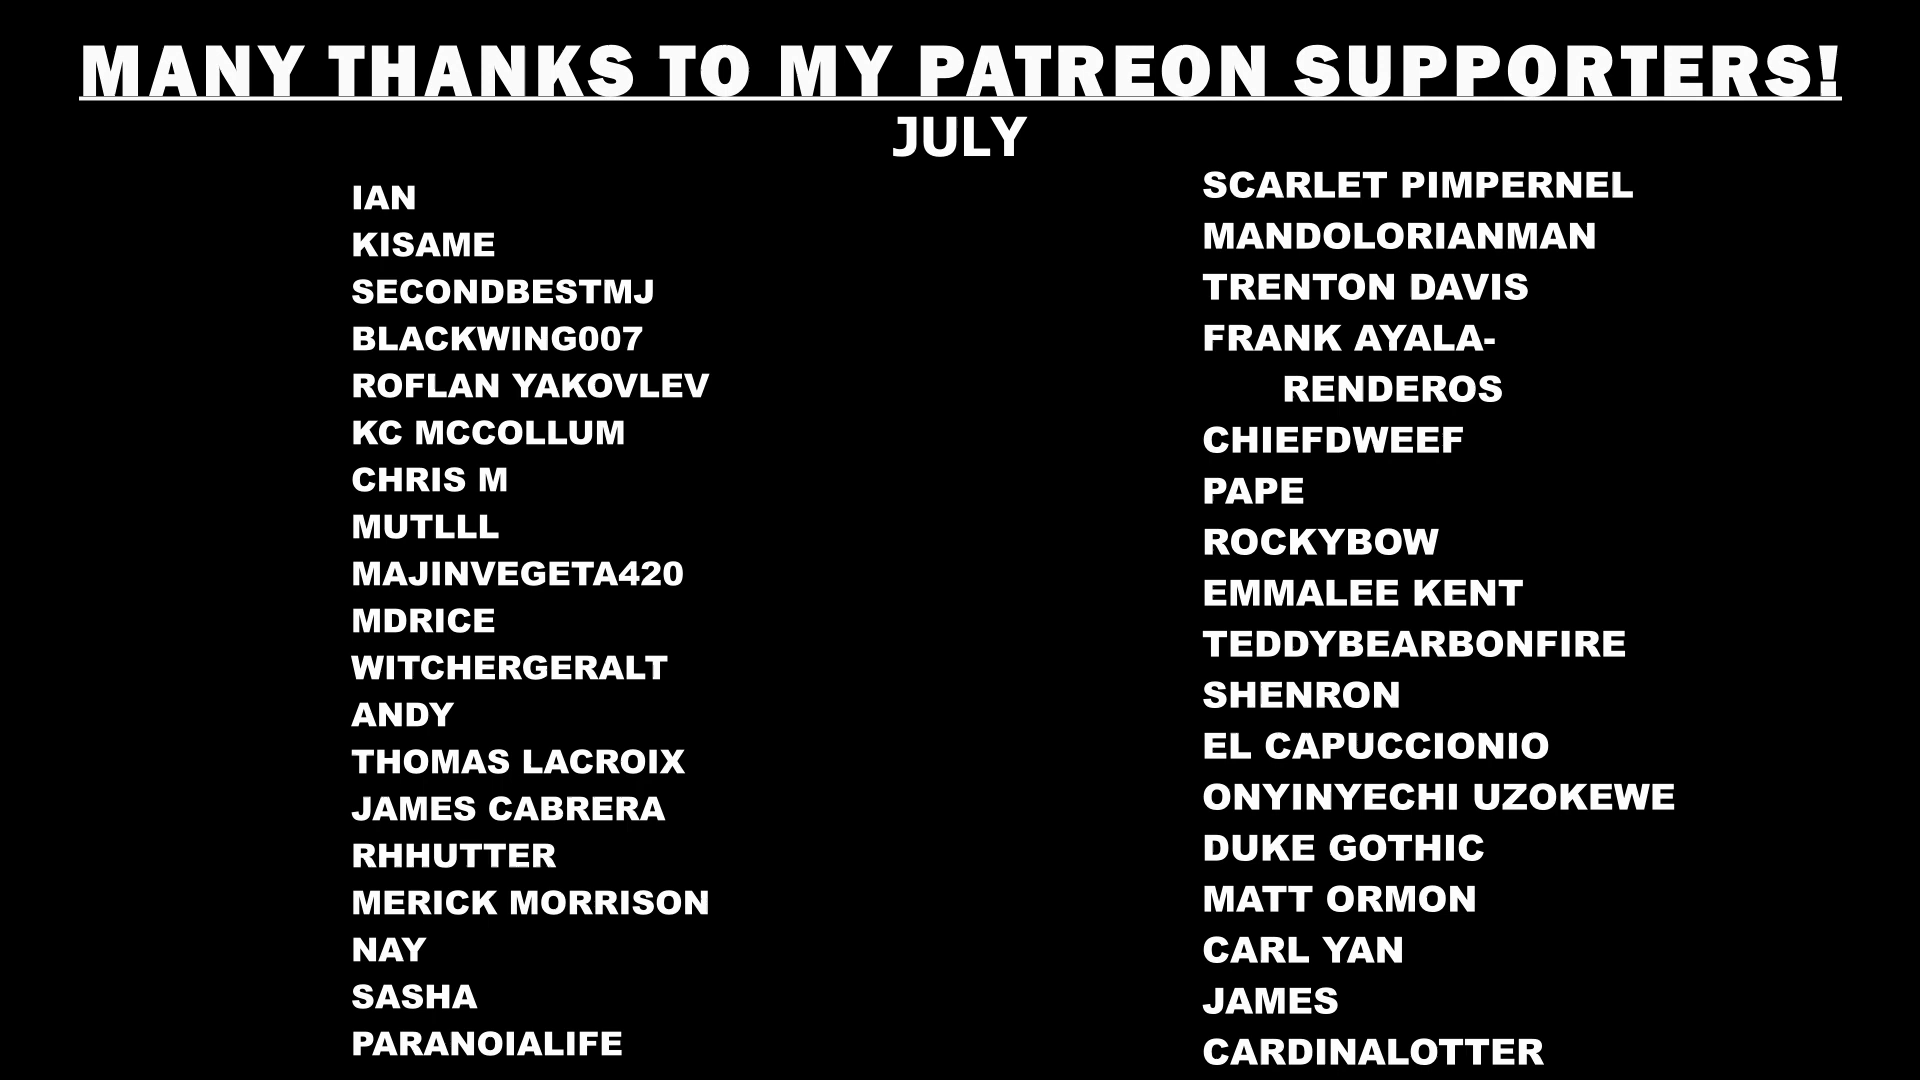 MANY THANKS TO MY PATREON SUPPORTERS!
JULY
IAN
KISAME
SECONDBESTMJ
BLACKWING007
ROFLAN YAKOVLEV
KC MCCOLLUM
CHRIS M
MUTLLL
MAJINVEGETA420
MDRICE
WITCHERGERALT
ANDY
THOMAS LACROIX
JAMES CABRERA
RHHUTTER
MERICK MORRISON
NAY
SASHA
PARANOIALIFE
SCARLET PIMPERNEL
MANDOLORIANMAN
TRENTON DAVIS
FRANK AYALA-
RENDEROS
CHIEFDWEEF
PAPE
ROCKYBOW
EMMALEE KENT
TEDDYBEARBONFIRE
SHENRON
EL CAPUCCIONIO
ONYINYECHI UZOKEWE
DUKE GOTHIC
MATT ORMON
CARL YAN
JAMES
CARDINALOTTER